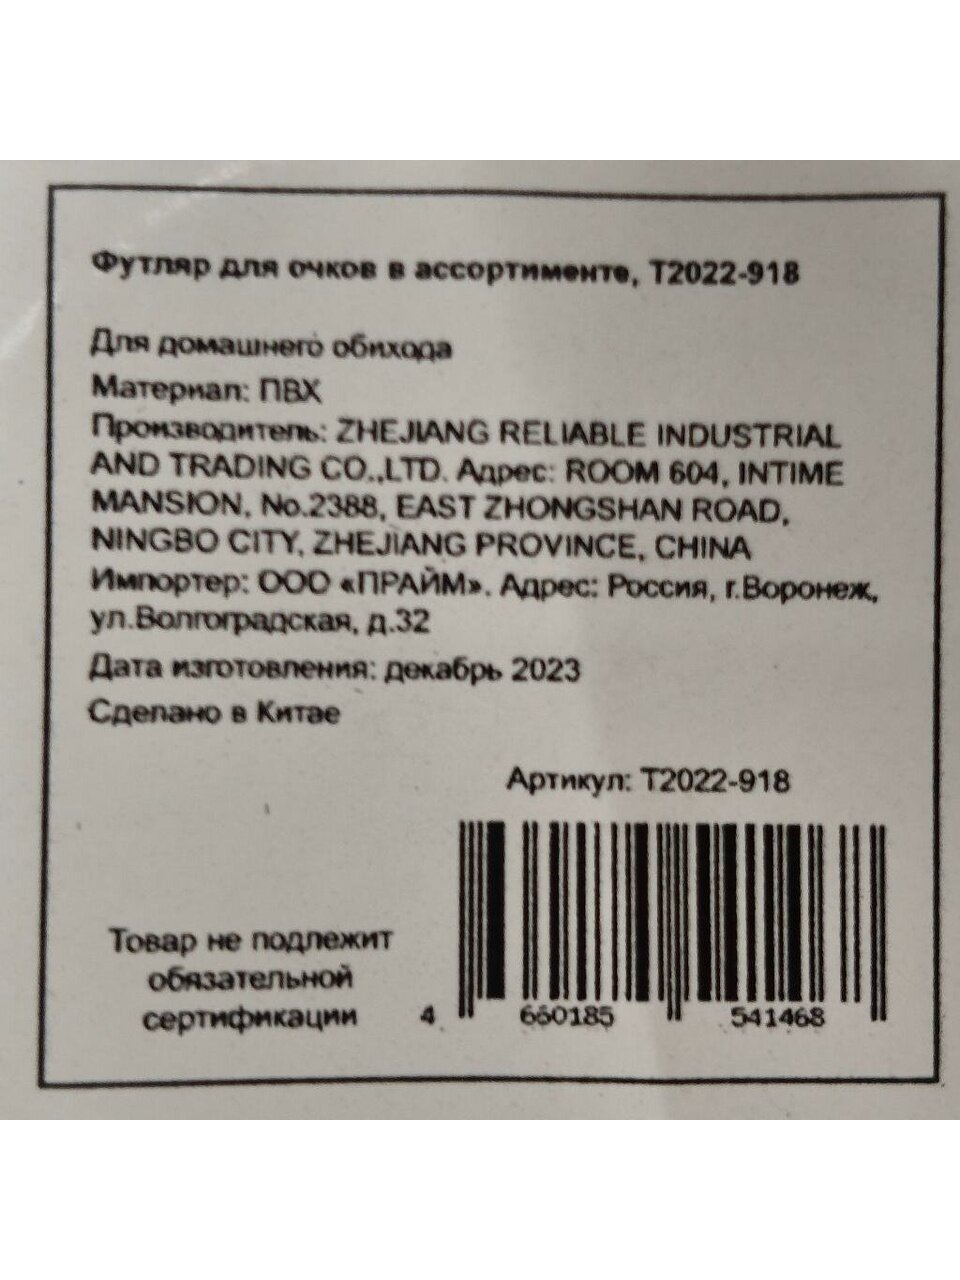 Футляр для очков в ассортименте, Т2022-918
Для домашнего обихода
Материал: ПВХ
Производитель: ZHEJIANG RELIABLE INDUSTRIAL
AND TRADING CO.,LTD. Адрес: ROOM 604, INTIME
MANSION, No.2388, EAST ZHONGSHAN ROAD,
NINGBO CITY, ZHEJIANG PROVINCE, CHINA
Импортер: ООО «ПРАЙМ». Адрес: Россия, г.Воронеж,
ул.Волгоградская, д.32
Дата изготовления: декабрь 2023
Сделано в Китае
Артикул: Т2022-918
Товар не подлежит
обязательной
сертификации
4 660185 541468